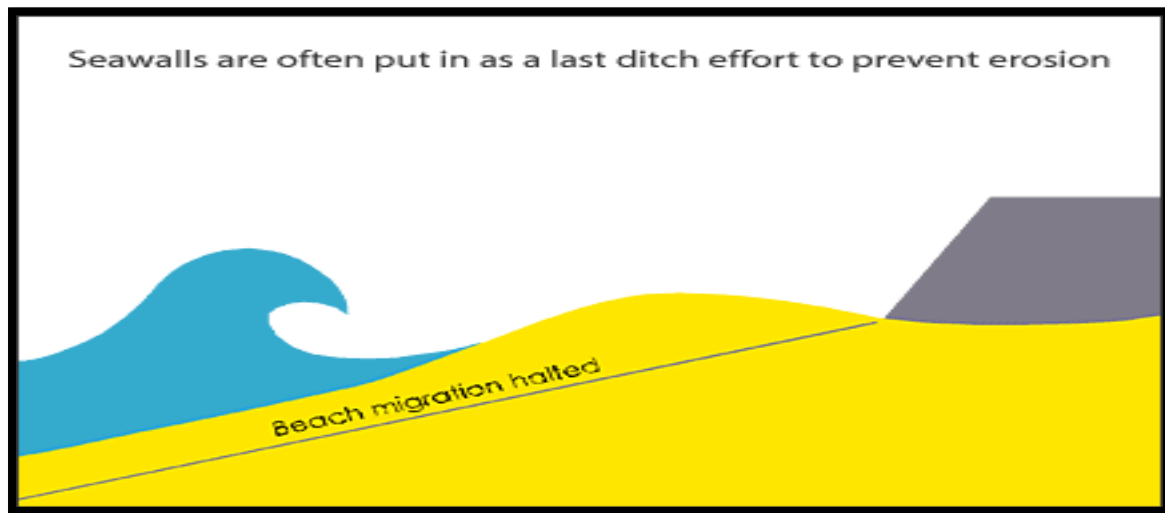 Seawalls are often put in as a last ditch effort to prevent erosion
Beach migration halted